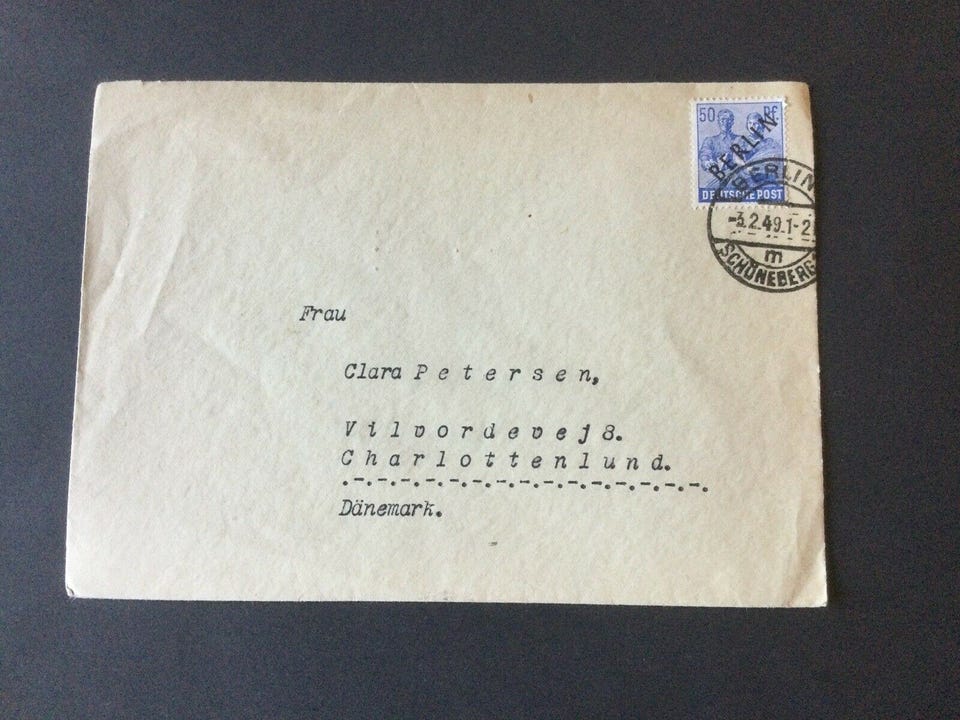 50 Pf
BERLIN
DEUTSCHE POST
BERLIN
-3.2.49.1-2
m
SCHÖNEBERG
Frau
Clara Petersen,
Vilvordevej 8.
Charlottenlund.
.-.-.-.-.-.-.-.-.-.-.-.-.-.-.-.-.
Dänemark.